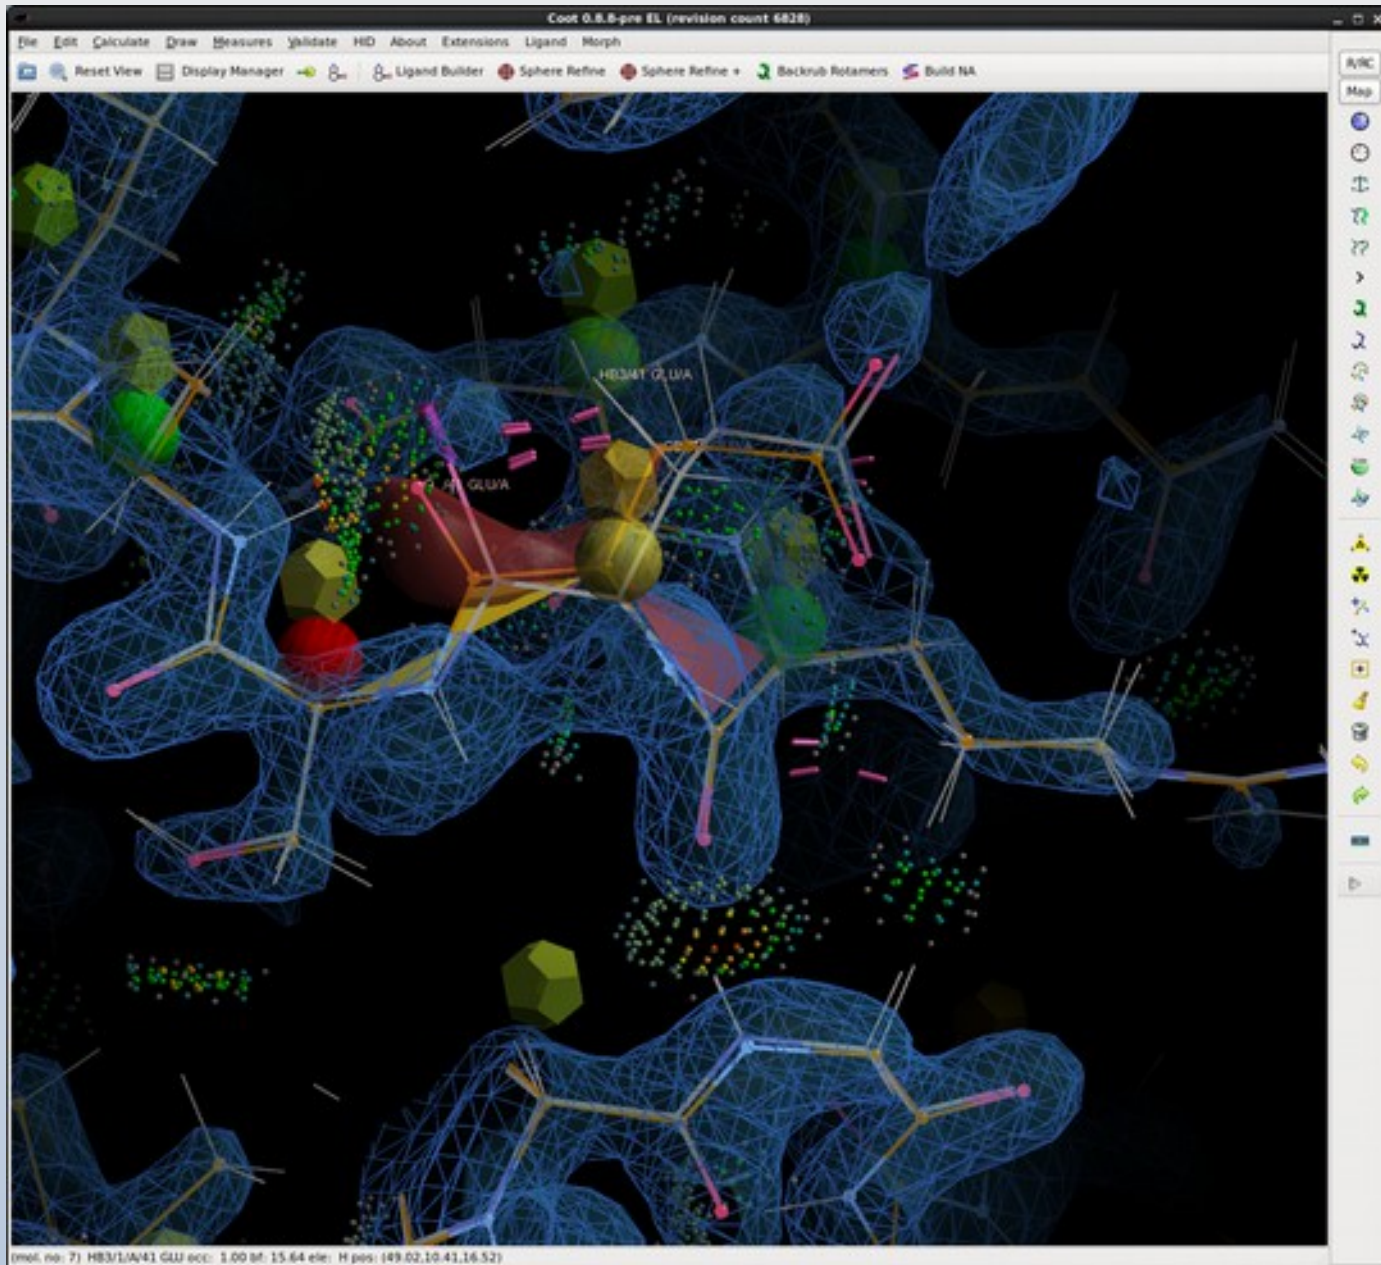 Coot 0.8.8-pre EL (revision count 6828)
File Edit Calculate Draw Measures Validate HID About Extensions Ligand Morph
Reset View Display Manager Ligand Builder Sphere Refine Sphere Refine + Backrub Rotamers Build NA
R/RC
Map
HB3/41 GLU/A
GLU/A
(mol. no: 7) HB3/1/A/41 GLU occ: 1.00 bf: 15.64 ele: H pos: (49.02,10.41,16.52)